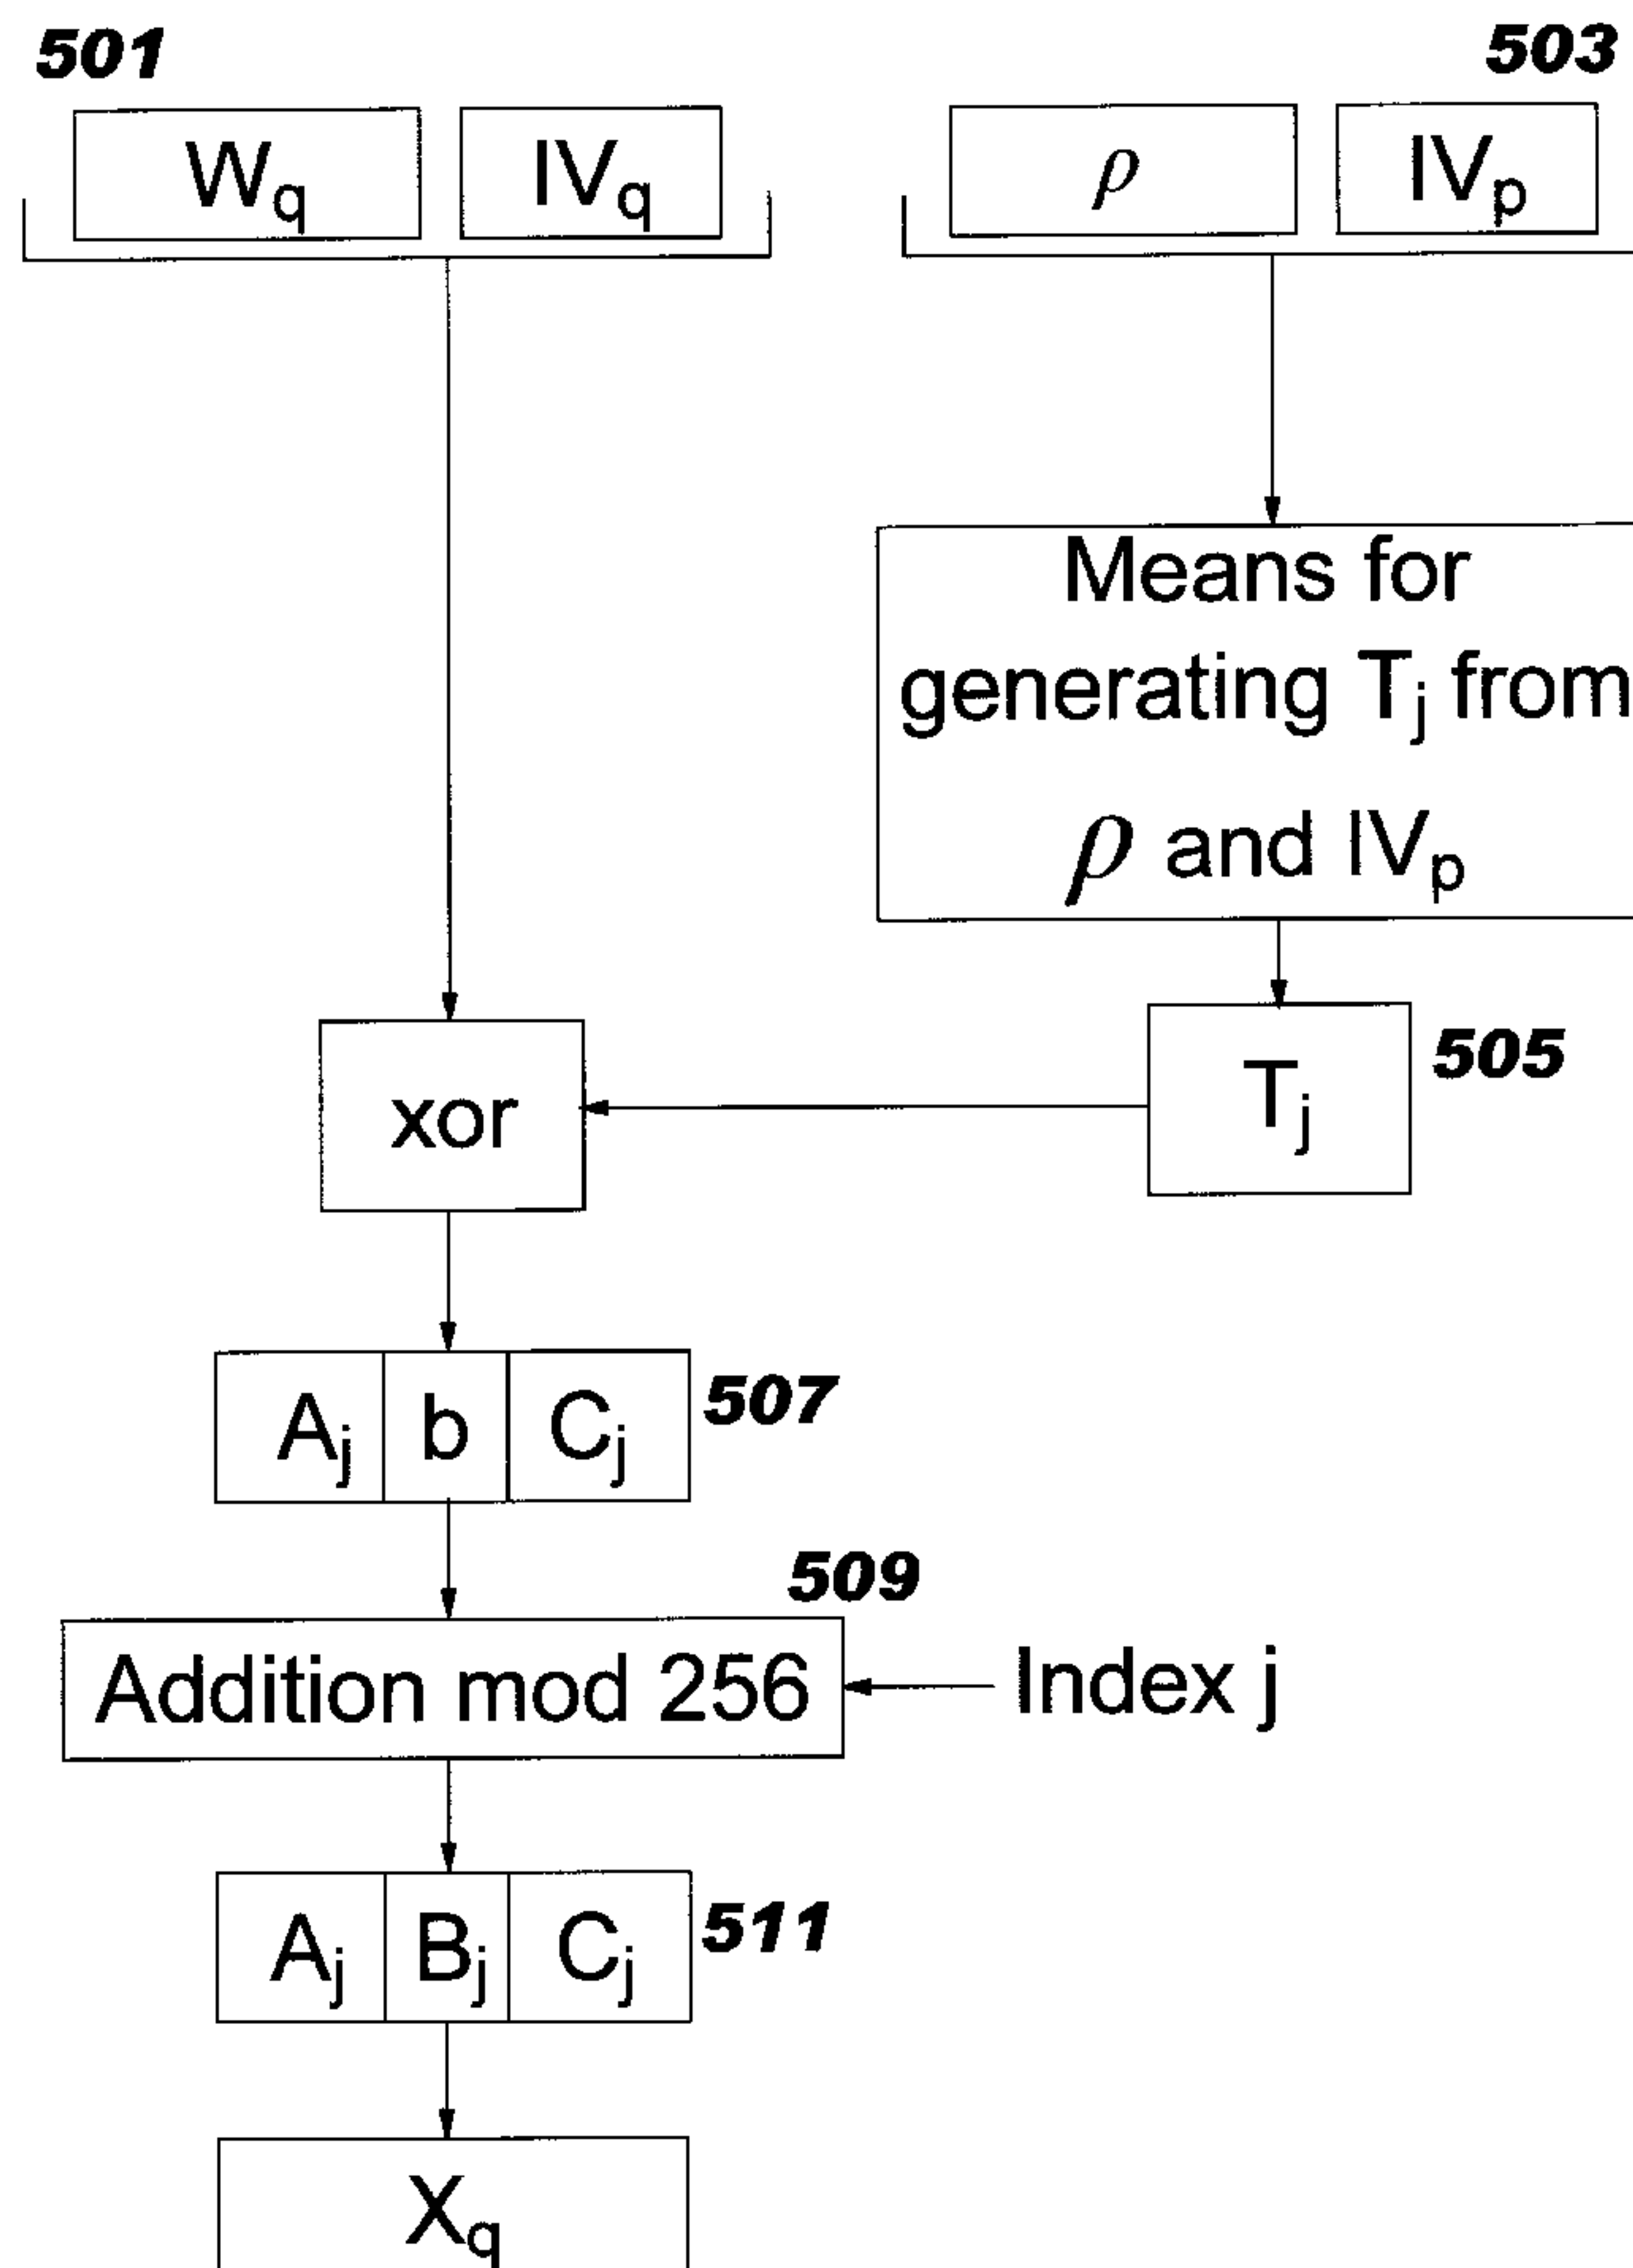 501
503
W_q IV_q
ρ IV_p
Means for
generating T_j from
ρ and IV_p
505
T_j
xor
A_j b C_j
507
509
Addition mod 256
Index j
A_j B_j C_j
511
X_q